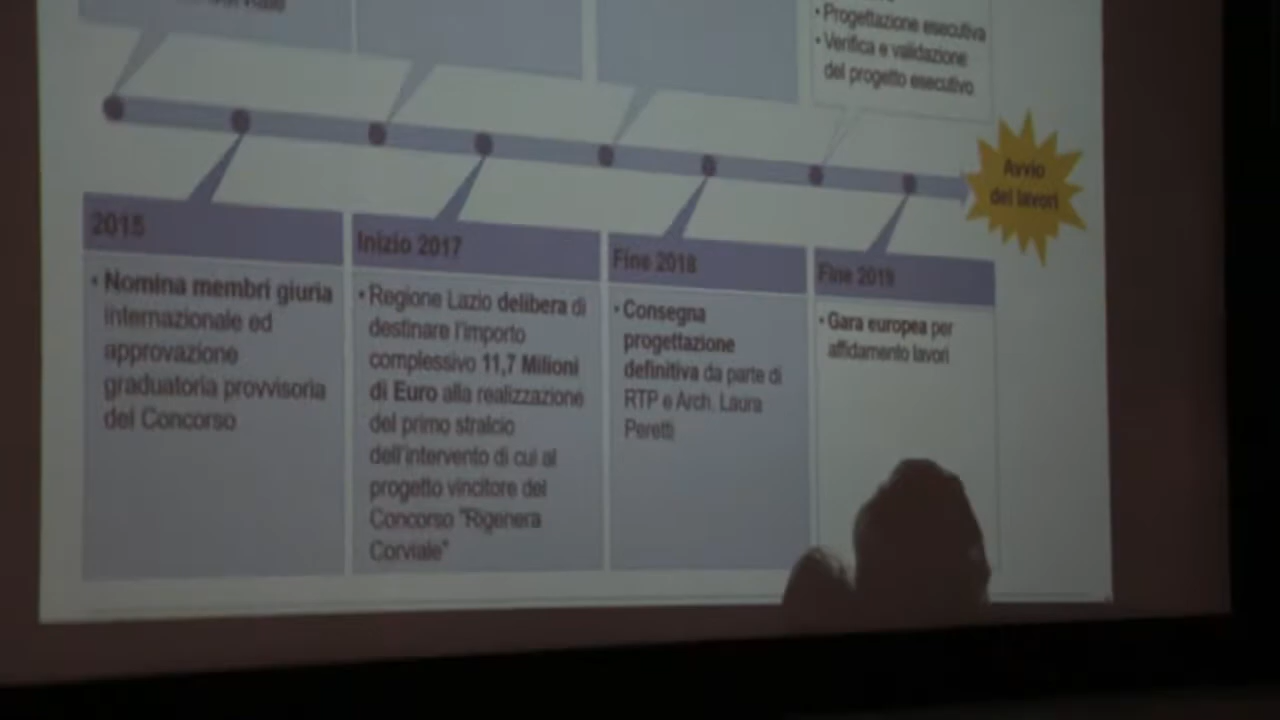 • Progettazione esecutiva
• Verifica e validazione
del progetto esecutivo
Avvio
dei lavori
2015
• Nomina membri giuria
internazionale ed
approvazione
graduatoria provvisoria
del Concorso
Inizio 2017
• Regione Lazio delibera di
destinare l'importo
complessivo 11,7 Milioni
di Euro alla realizzazione
del primo stralcio
dell'intervento di cui al
progetto vincitore del
Concorso "Rigenera
Corviale"
Fine 2018
• Consegna
progettazione
definitiva da parte di
RTP e Arch. Laura
Peretti
Fine 2019
• Gara europea per
affidamento lavori